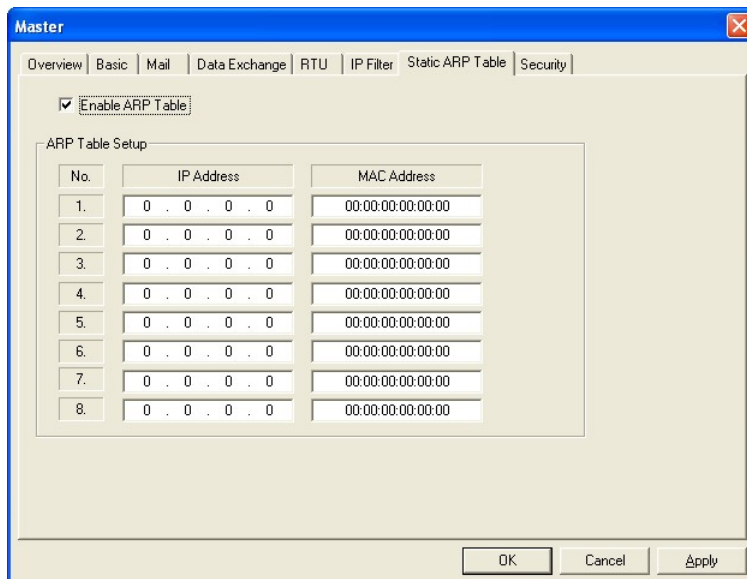 Master
Overview Basic Mail Data Exchange RTU IP Filter Static ARP Table Security
Enable ARP Table
ARP Table Setup
No. IP Address MAC Address
1. 0 . 0 . 0 . 0 00:00:00:00:00:00
2. 0 . 0 . 0 . 0 00:00:00:00:00:00
3. 0 . 0 . 0 . 0 00:00:00:00:00:00
4. 0 . 0 . 0 . 0 00:00:00:00:00:00
5. 0 . 0 . 0 . 0 00:00:00:00:00:00
6. 0 . 0 . 0 . 0 00:00:00:00:00:00
7. 0 . 0 . 0 . 0 00:00:00:00:00:00
8. 0 . 0 . 0 . 0 00:00:00:00:00:00
OK Cancel Apply